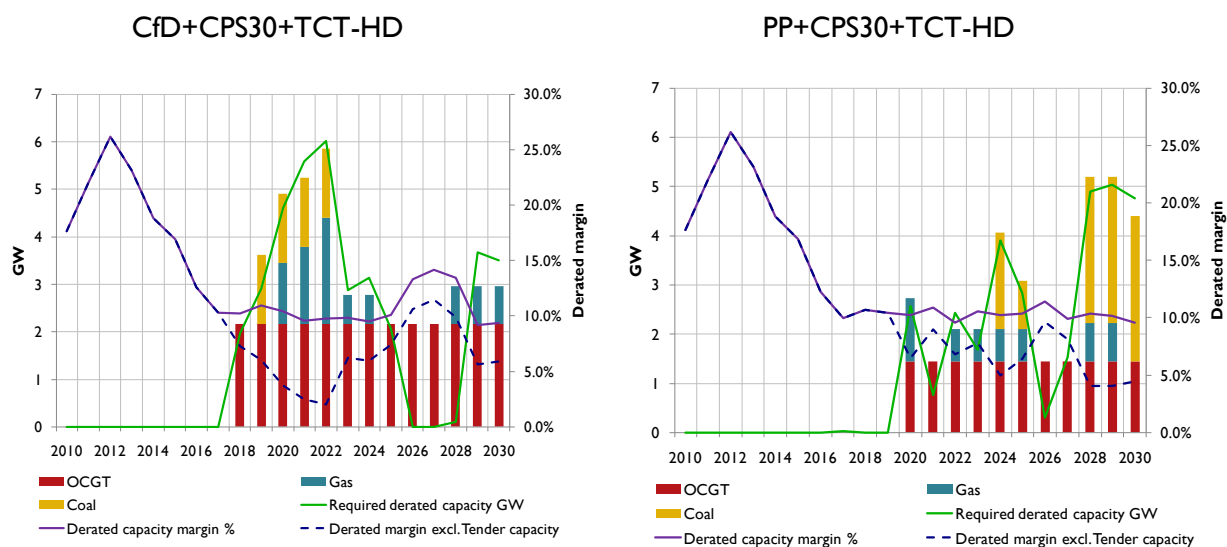 CfD+CPS30+TCT-HD
7
6
5
4
3
2
1
0
GW
30.0%
25.0%
20.0%
15.0%
10.0%
5.0%
0.0%
Derated margin
2010 2012 2014 2016 2018 2020 2022 2024 2026 2028 2030
OCGT Gas
Coal Required derated capacity GW
Derated capacity margin % Derated margin excl. Tender capacity
PP+CPS30+TCT-HD
7
6
5
4
3
2
1
0
GW
30.0%
25.0%
20.0%
15.0%
10.0%
5.0%
0.0%
Derated margin
2010 2012 2014 2016 2018 2020 2022 2024 2026 2028 2030
OCGT Gas
Coal Required derated capacity GW
Derated capacity margin % Derated margin excl. Tender capacity